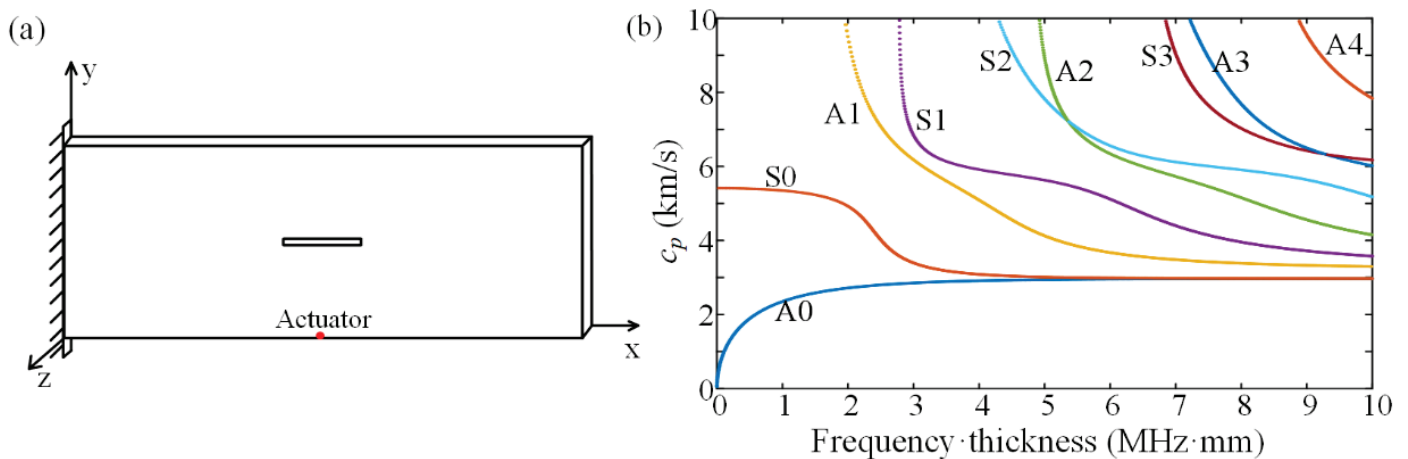 (a)
y
Actuator
x
z
(b)
10
8
6
4
2
0
c_p (km/s)
S0
A0
A1
S1
S2
A2
S3
A3
A4
0 1 2 3 4 5 6 7 8 9 10
Frequency·thickness (MHz·mm)